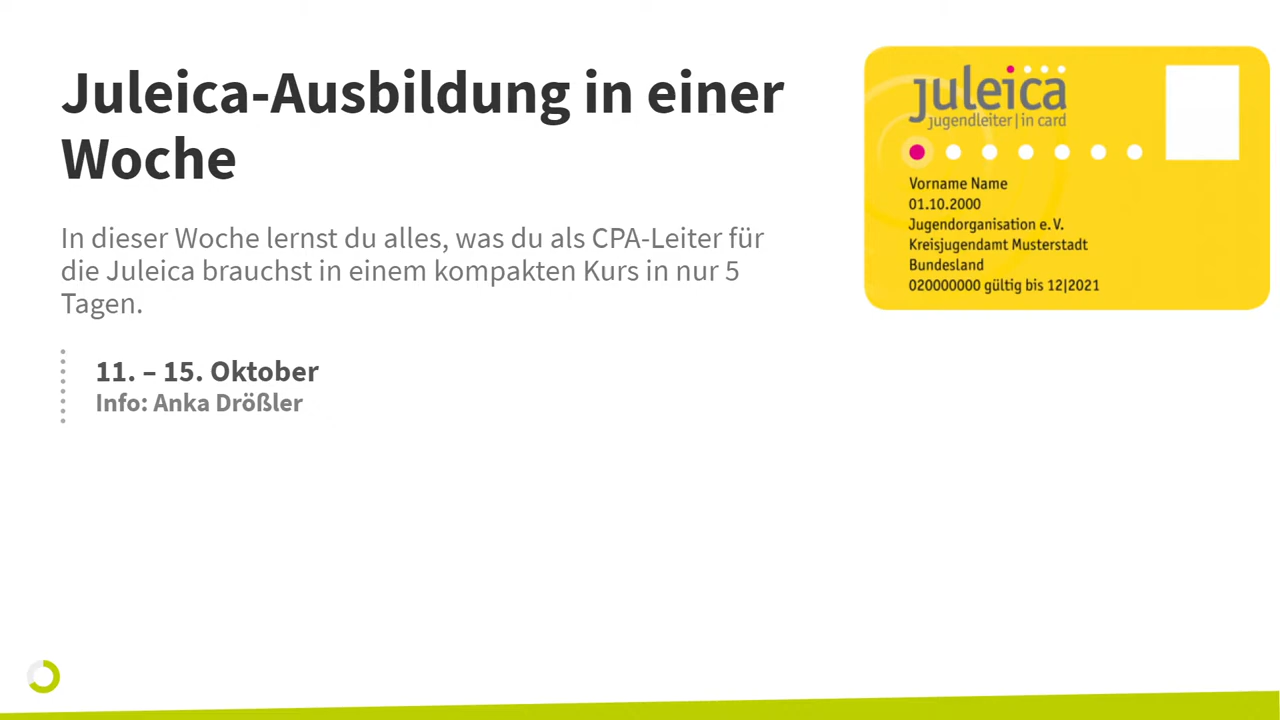 Juleica-Ausbildung in einer
Woche
In dieser Woche lernst du alles, was du als CPA-Leiter für
die Juleica brauchst in einem kompakten Kurs in nur 5
Tagen.
11. – 15. Oktober
Info: Anka Drößler
juleica
jugendleiter|in card
Vorname Name
01.10.2000
Jugendorganisation e.V.
Kreisjugendamt Musterstadt
Bundesland
020000000 gültig bis 12|2021